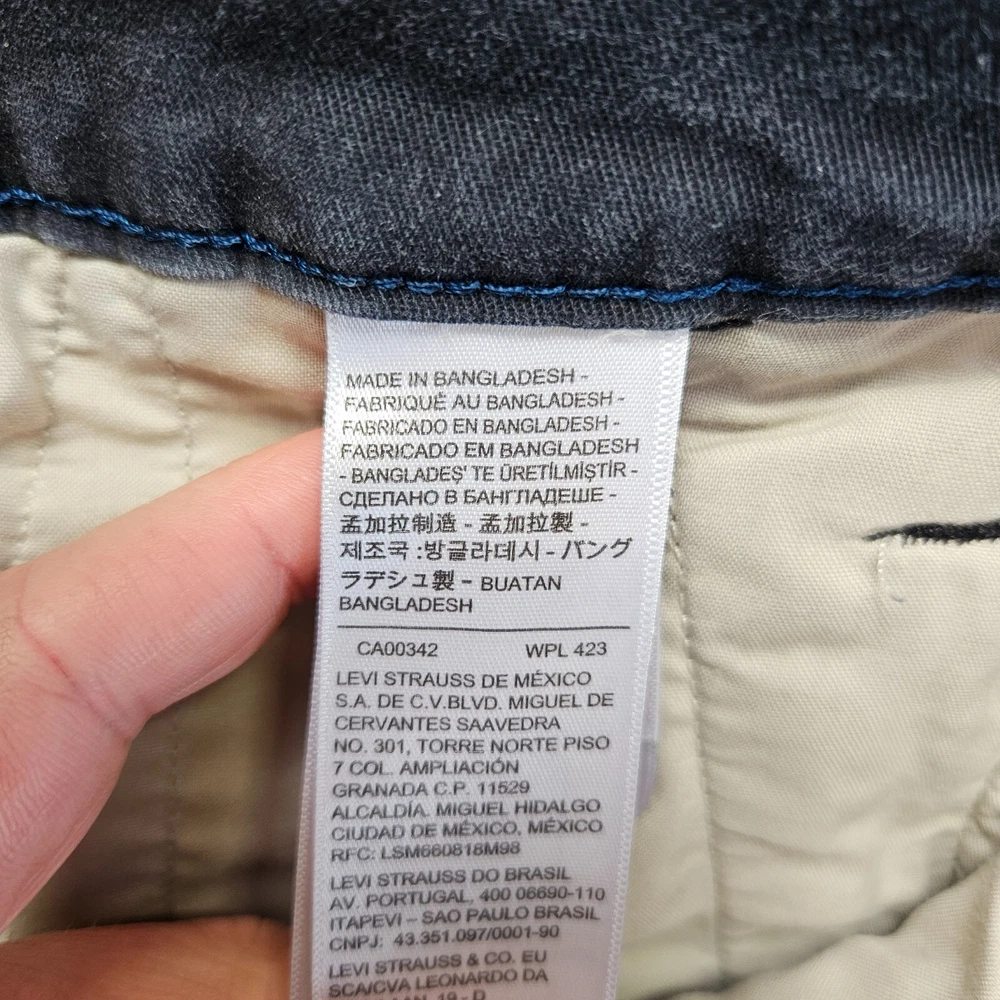 MADE IN BANGLADESH -
FABRIQUÉ AU BANGLADESH -
FABRICADO EN BANGLADESH -
FABRICADO EM BANGLADESH
- BANGLADEŞ' TE ÜRETİLMİŞTİR -
СДЕЛАНО В БАНГЛАДЕШЕ -
孟加拉制造 - 孟加拉製 -
제조국 :방글라데시 - バング
ラデシュ製 - BUATAN
BANGLADESH
CA00342 WPL 423
LEVI STRAUSS DE MÉXICO
S.A. DE C.V.BLVD. MIGUEL DE
CERVANTES SAAVEDRA
NO. 301, TORRE NORTE PISO
7 COL. AMPLIACIÓN
GRANADA C.P. 11529
ALCALDÍA. MIGUEL HIDALGO
CIUDAD DE MÉXICO, MÉXICO
RFC: LSM660818M98
LEVI STRAUSS DO BRASIL
AV. PORTUGAL, 400 06690-110
ITAPEVI – SAO PAULO BRASIL
CNPJ: 43.351.097/0001-90
LEVI STRAUSS & CO. EU
SCA/CVA LEONARDO DA
19 - D